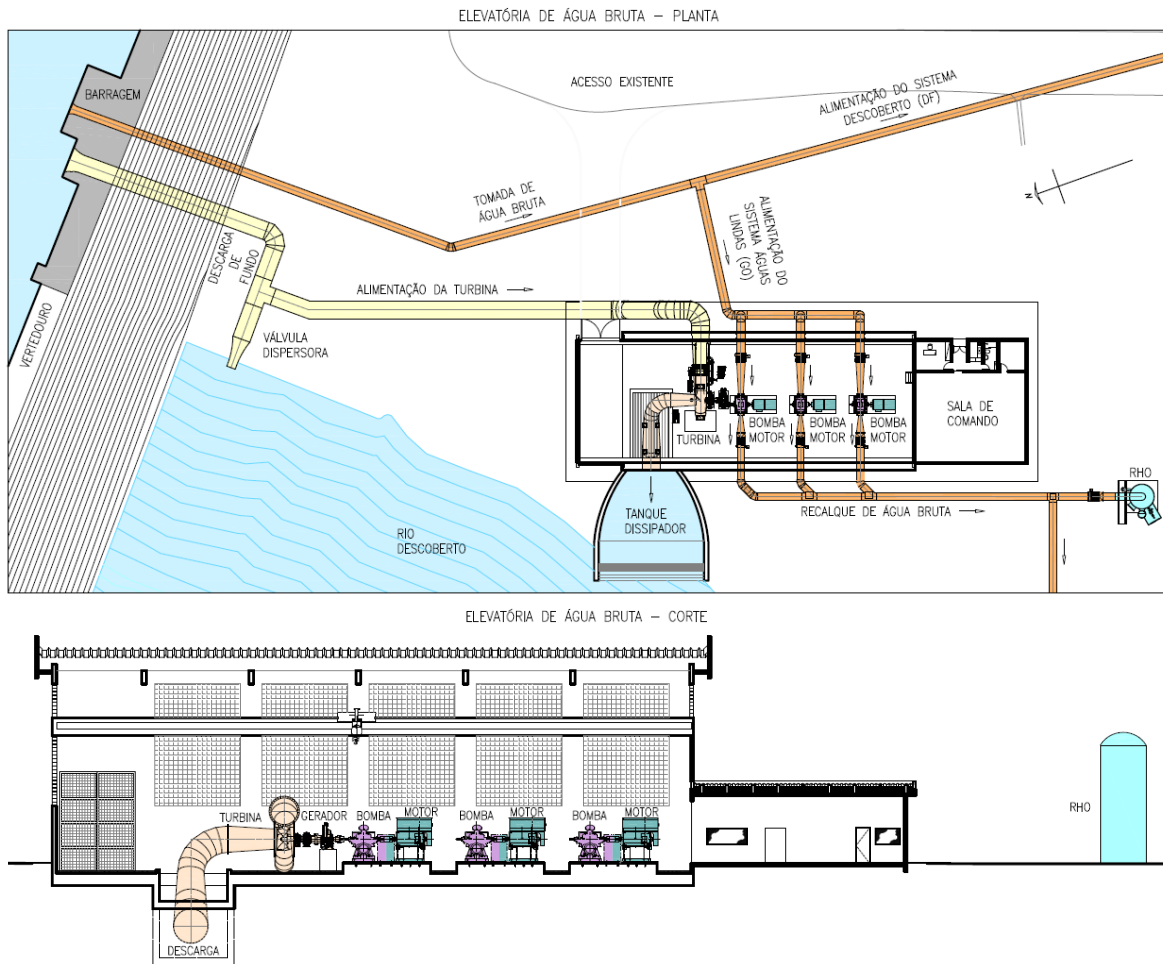 ELEVATÓRIA DE ÁGUA BRUTA – PLANTA
BARRAGEM
ACESSO EXISTENTE
ALIMENTAÇÃO DO SISTEMA
DESCOBERTO (DF)
TOMADA DE
ÁGUA BRUTA
N
ALIMENTAÇÃO DO
SISTEMA ÁGUAS
LINDAS (GO)
DESCARGA
DE
FUNDO
ALIMENTAÇÃO DA TURBINA
VERTEDOURO
VÁLVULA
DISPERSORA
TURBINA
BOMBA
MOTOR
BOMBA
MOTOR
BOMBA
MOTOR
SALA DE
COMANDO
RHO
TANQUE
DISSIPADOR
RECALQUE DE ÁGUA BRUTA
RIO
DESCOBERTO
ELEVATÓRIA DE ÁGUA BRUTA – CORTE
TURBINA
GERADOR
BOMBA
MOTOR
BOMBA
MOTOR
BOMBA
MOTOR
RHO
DESCARGA